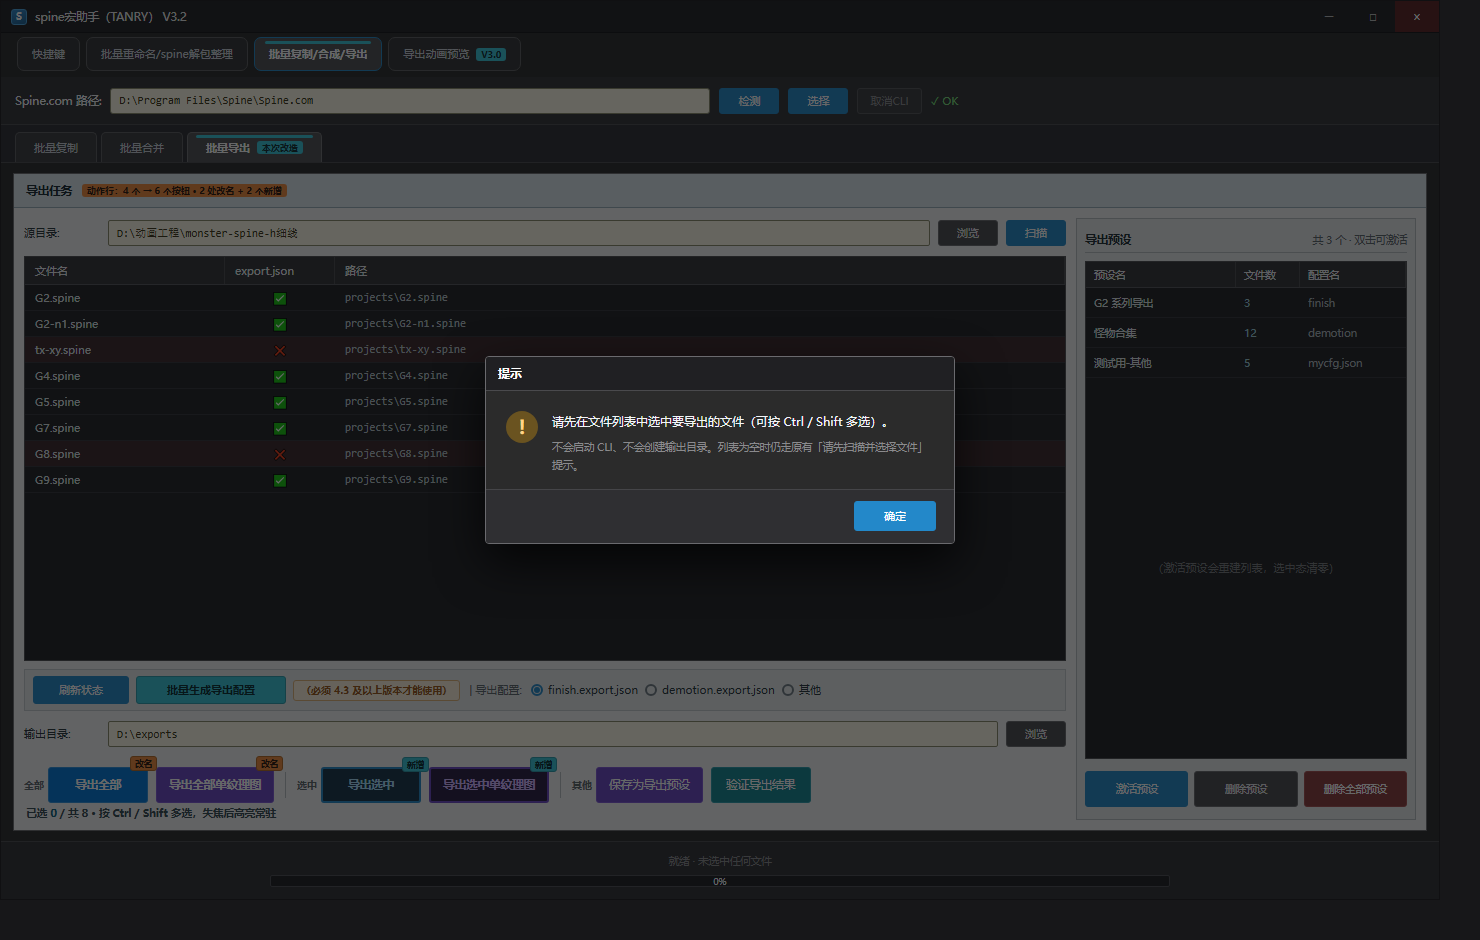 S spine宏助手（TANRY） V3.2
快捷键 批量重命名/spine解包整理 批量复制/合成/导出 导出动画预览 V3.0
Spine.com 路径: D:\Program Files\Spine\Spine.com 检测 选择 取消CLI ✓ OK
批量复制 批量合并 批量导出 本次改造
导出任务 动作行：4 个 → 6 个按钮 • 2 处改名 + 2 个新增
源目录: D:\动画工程\monster-spine-h细绕 浏览 扫描
文件名 export.json 路径
G2.spine projects\G2.spine
G2-n1.spine projects\G2-n1.spine
tx-xy.spine projects\tx-xy.spine
G4.spine projects\G4.spine
G5.spine projects\G5.spine
G7.spine projects\G7.spine
G8.spine projects\G8.spine
G9.spine projects\G9.spine
导出预设 共 3 个 · 双击可激活
预设名 文件数 配置名
G2 系列导出 3 finish
怪物合集 12 demotion
测试用-其他 5 mycfg.json
（激活预设会重建列表，选中态清零）
提示
!
请先在文件列表中选中要导出的文件（可按 Ctrl / Shift 多选）。
不会启动 CLI、不会创建输出目录。列表为空时仍走原有「请先扫描并选择文件」
提示。
确定
刷新状态 批量生成导出配置 （必须 4.3 及以上版本才能使用） | 导出配置: finish.export.json demotion.export.json 其他
输出目录: D:\exports 浏览
全部 导出全部 改名 导出全部单纹理图 改名 选中 导出选中 新增 导出选中单纹理图 新增 其他 保存为导出预设 验证导出结果
已选 0 / 共 8 • 按 Ctrl / Shift 多选，失焦后高亮常驻
激活预设 删除预设 删除全部预设
就绪 · 未选中任何文件
0%